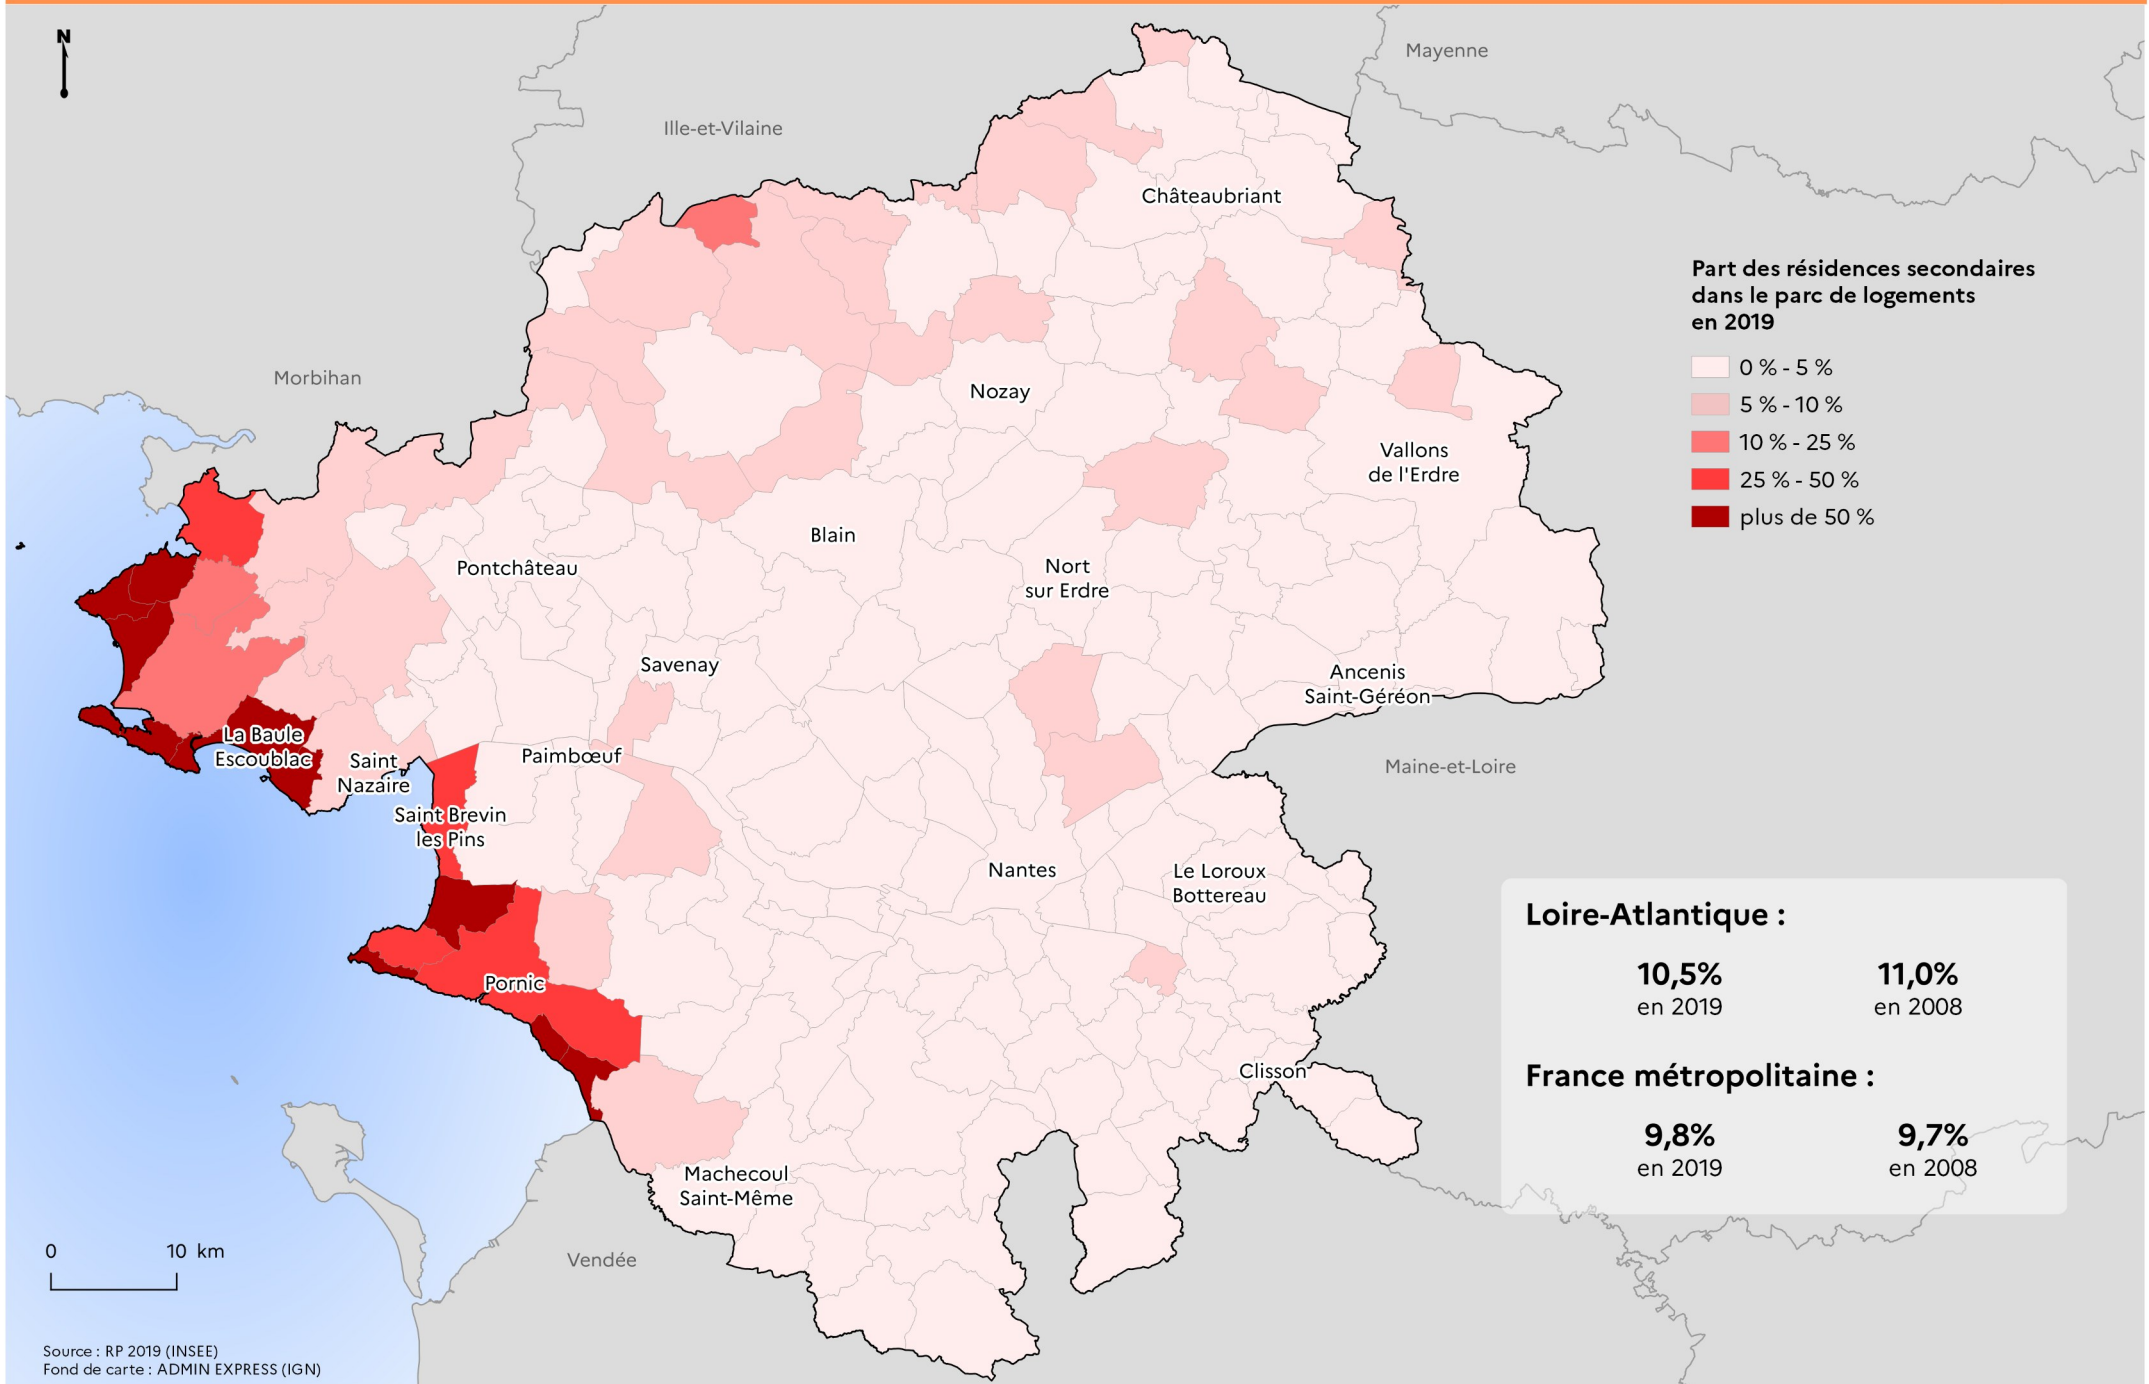 N
Mayenne
Ille-et-Vilaine
Châteaubriant
Morbihan
Nozay
Vallons
de l'Erdre
Blain
Pontchâteau
Nort
sur Erdre
Savenay
Ancenis
Saint-Géréon
La Baule
Escoublac
Saint
Nazaire
Paimbœuf
Maine-et-Loire
Saint Brevin
les Pins
Nantes
Le Loroux
Bottereau
Pornic
Clisson
Machecoul
Saint-Même
Vendée
Part des résidences secondaires
dans le parc de logements
en 2019
0 % - 5 %
5 % - 10 %
10 % - 25 %
25 % - 50 %
plus de 50 %
Loire-Atlantique :
10,5% 11,0%
en 2019 en 2008
France métropolitaine :
9,8% 9,7%
en 2019 en 2008
0 10 km
Source : RP 2019 (INSEE)
Fond de carte : ADMIN EXPRESS (IGN)